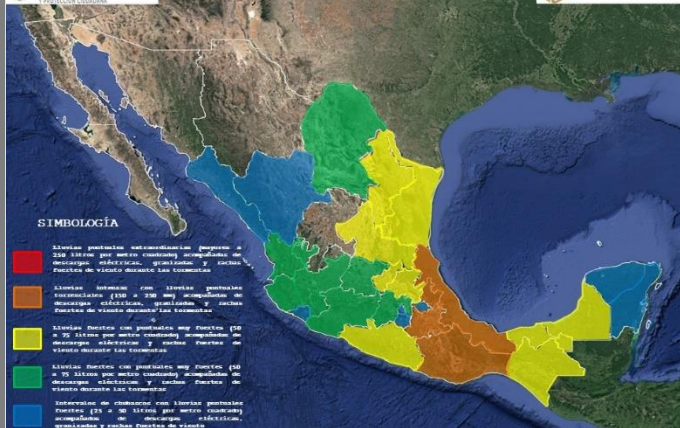 Y PROTECCIÓN CIUDADANA
SIMBOLOGÍA
Lluvias puntuales extraordinarias (mayores a
250 litros por metro cuadrado) acompañadas de
descargas eléctricas, granizadas y rachas
fuertes de viento durante las tormentas
Lluvias intensas con lluvias puntuales
torrenciales (150 a 250 mm) acompañadas de
descargas eléctricas, granizadas y rachas
fuertes de viento durante las tormentas
Lluvias fuertes con puntuales muy fuertes (50
a 75 litros por metro cuadrado) acompañadas de
descargas eléctricas y rachas fuertes de
viento durante las tormentas
Lluvias fuertes con puntuales muy fuertes (50
a 75 litros por metro cuadrado) acompañadas de
descargas eléctricas y rachas fuertes de
viento durante las tormentas
Intervalos de chubascos con lluvias puntuales
fuertes (25 a 50 litros por metro cuadrado)
acompañados de descargas eléctricas,
granizadas y rachas fuertes de viento